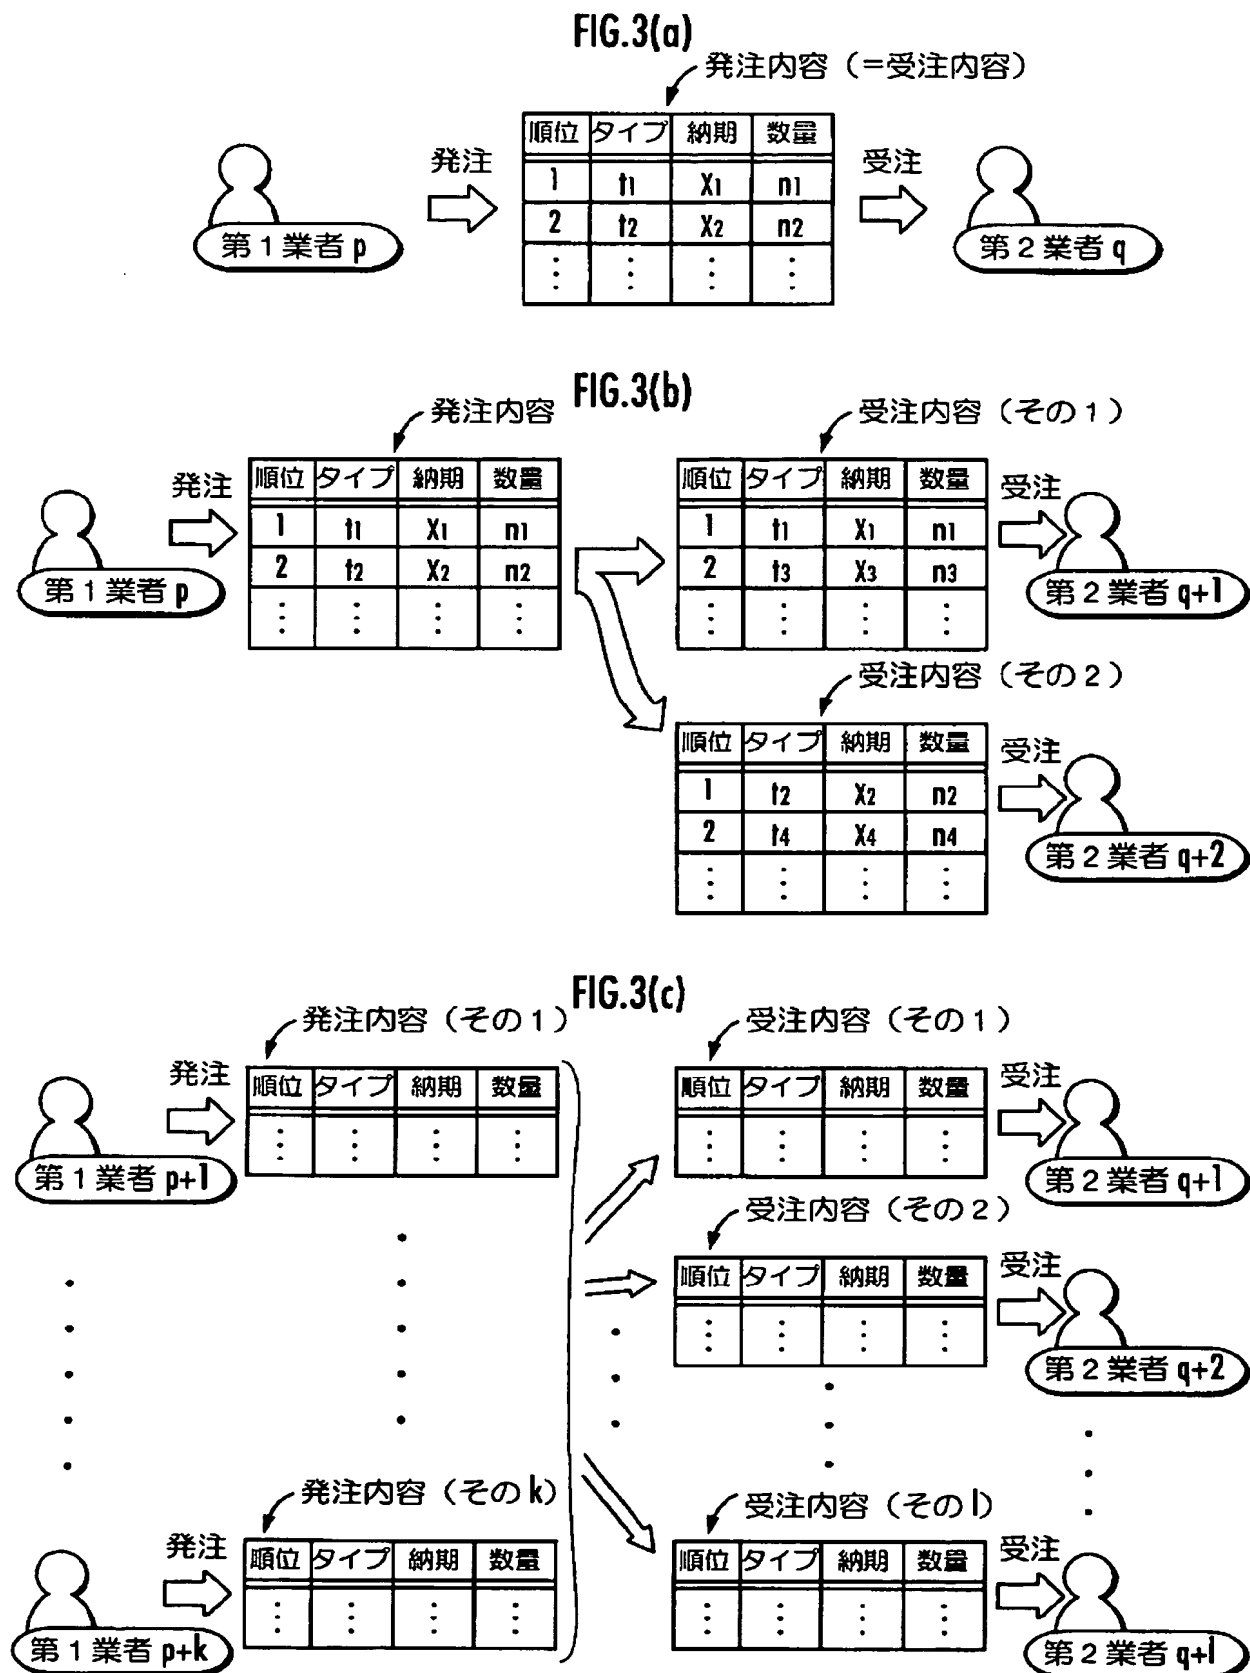 FIG.3(a)
発注内容（=受注内容）
順位 タイプ 納期 数量
発注
受注
1 t1 X1 n1
2 t2 X2 n2
⋮ ⋮ ⋮ ⋮
第1業者 p
第2業者 q
FIG.3(b)
発注内容
受注内容（その1）
発注
順位 タイプ 納期 数量
1 t1 X1 n1
2 t2 X2 n2
⋮ ⋮ ⋮ ⋮
第1業者 p
順位 タイプ 納期 数量
1 t1 X1 n1
2 t3 X3 n3
⋮ ⋮ ⋮ ⋮
受注
第2業者 q+1
受注内容（その2）
順位 タイプ 納期 数量
1 t2 X2 n2
2 t4 X4 n4
⋮ ⋮ ⋮ ⋮
受注
第2業者 q+2
FIG.3(c)
発注内容（その1）
発注
順位 タイプ 納期 数量
⋮ ⋮ ⋮ ⋮
第1業者 p+1
受注内容（その1）
順位 タイプ 納期 数量
⋮ ⋮ ⋮ ⋮
受注
第2業者 q+1
受注内容（その2）
順位 タイプ 納期 数量
⋮ ⋮ ⋮ ⋮
受注
第2業者 q+2
発注内容（その k）
発注
順位 タイプ 納期 数量
⋮ ⋮ ⋮ ⋮
第1業者 p+k
受注内容（その l）
順位 タイプ 納期 数量
⋮ ⋮ ⋮ ⋮
受注
第2業者 q+l